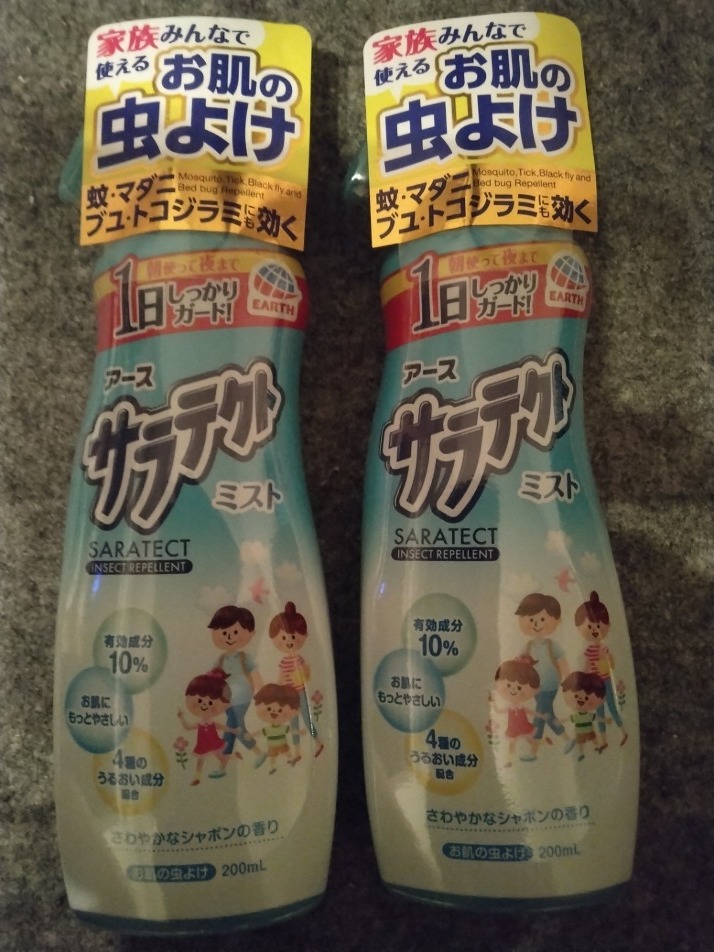 家族みんなで
使える お肌の
虫よけ
蚊・マダニ Mosquito,Tick,Black fly and
Bed bug Repellent
ブユ・トコジラミにも効く
朝使って夜まで
1日しっかり
ガード!
EARTH
アース
サラテクト
ミスト
SARATECT
INSECT REPELLENT
有効成分
10%
お肌に
もっとやさしい
4種の
うるおい成分
配合
さわやかなシャボンの香り
お肌の虫よけ 200mL
家族みんなで
使える お肌の
虫よけ
蚊・マダニ Mosquito,Tick,Black fly and
Bed bug Repellent
ブユ・トコジラミにも効く
朝使って夜まで
1日しっかり
ガード!
EARTH
アース
サラテクト
ミスト
SARATECT
INSECT REPELLENT
有効成分
10%
お肌に
もっとやさしい
4種の
うるおい成分
配合
さわやかなシャボンの香り
お肌の虫よけ 200mL